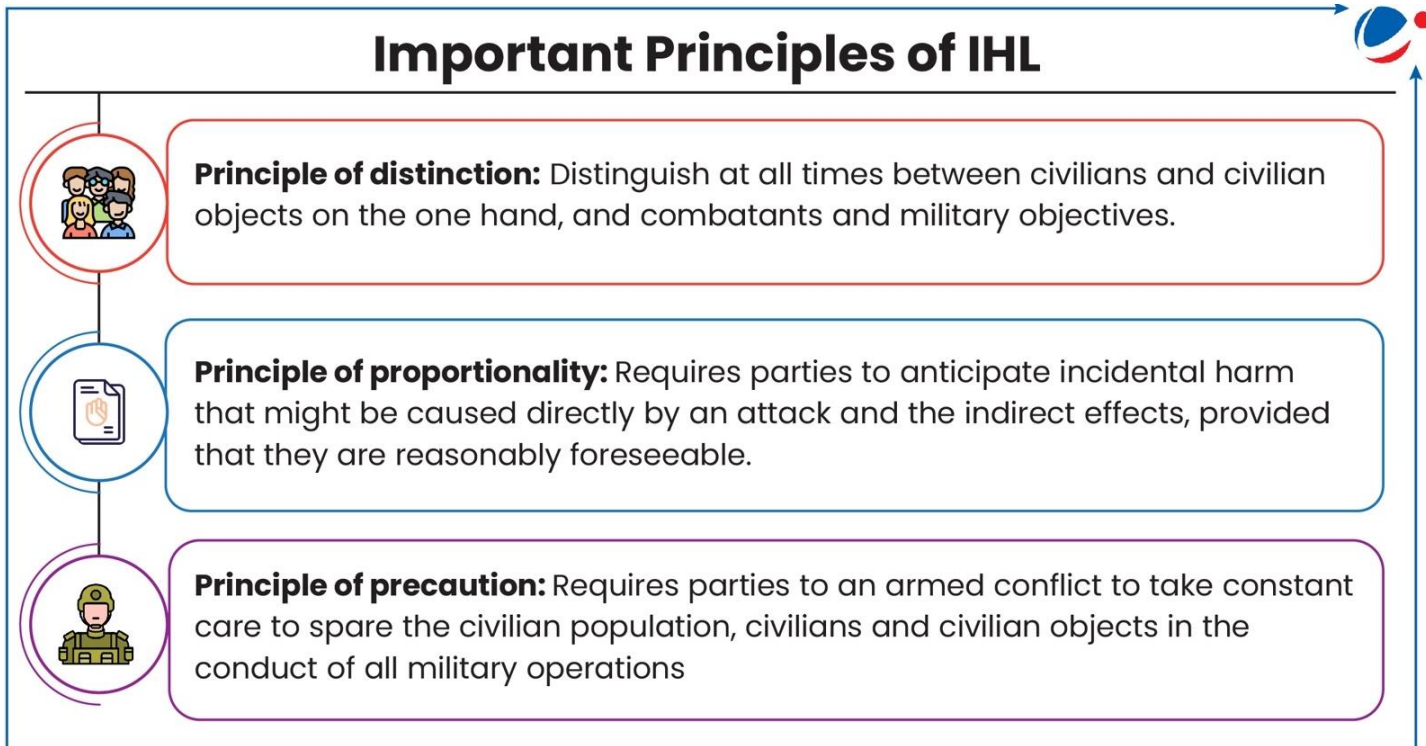 Important Principles of IHL
Principle of distinction: Distinguish at all times between civilians and civilian
objects on the one hand, and combatants and military objectives.
Principle of proportionality: Requires parties to anticipate incidental harm
that might be caused directly by an attack and the indirect effects, provided
that they are reasonably foreseeable.
Principle of precaution: Requires parties to an armed conflict to take constant
care to spare the civilian population, civilians and civilian objects in the
conduct of all military operations